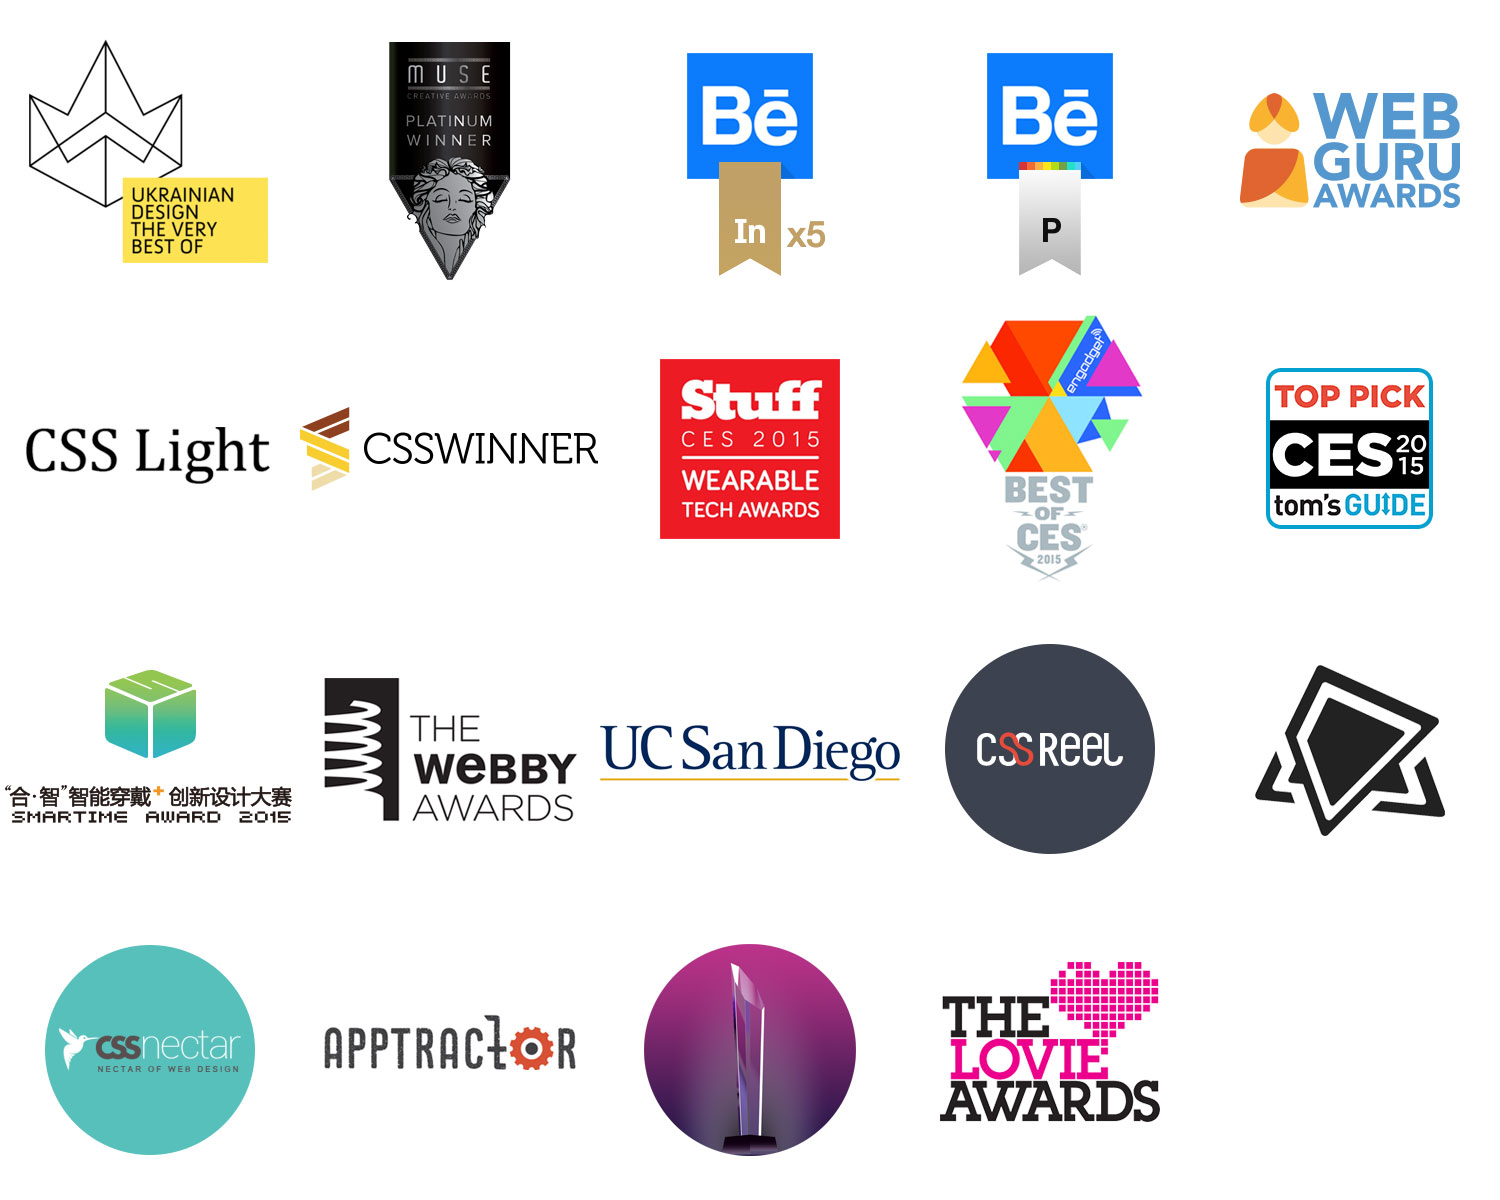 UKRAINIAN
DESIGN
THE VERY
BEST OF
MUSE
CREATIVE AWARDS
PLATINUM
WINNER
Bē
In x5
Bē
P
WEB
GURU
AWARDS
CSS Light
CSSWINNER
Stuff
CES 2015
WEARABLE
TECH AWARDS
engadget
BEST
OF
CES®
2015
TOP PICK
CES 2015
tom's GUIDE
“合·智”智能穿戴+创新设计大赛
SMARTIME AWARD 2015
THE
WeBBY
AWARDS
UC San Diego
CSS Reel
cssnectar
NECTAR OF WEB DESIGN
APPTRACTOR
THE
LOVIE
AWARDS